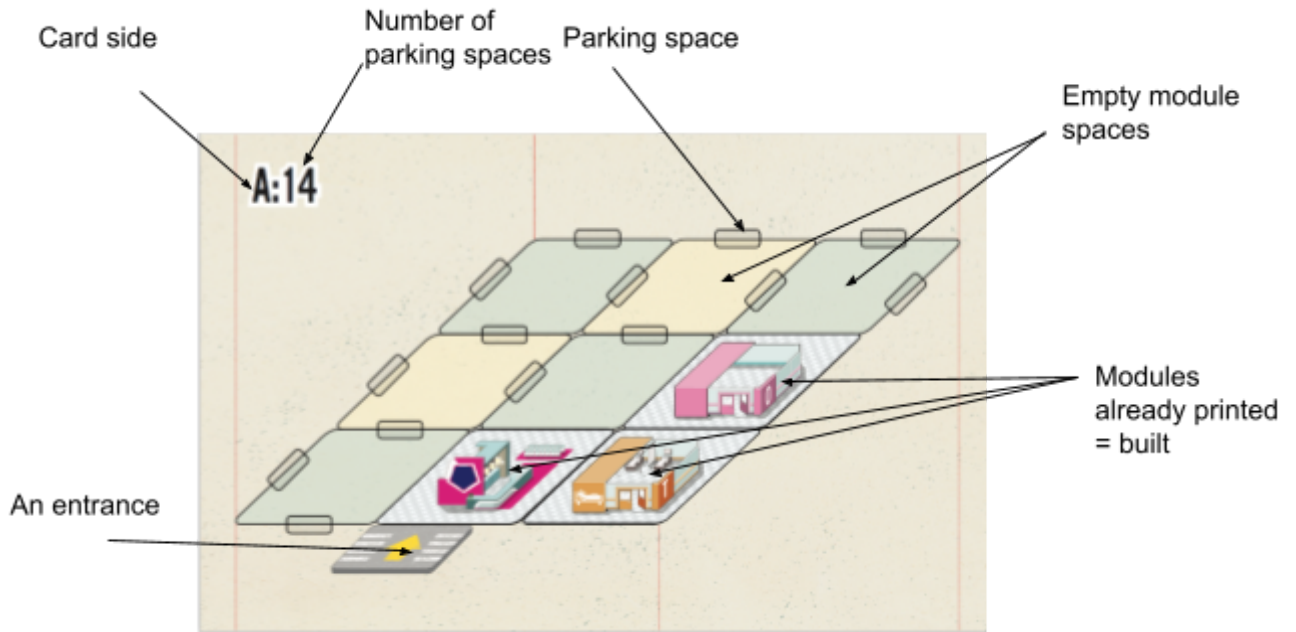 Card side
Number of
parking spaces
Parking space
Empty module
spaces
A:14
Modules
already printed
= built
An entrance